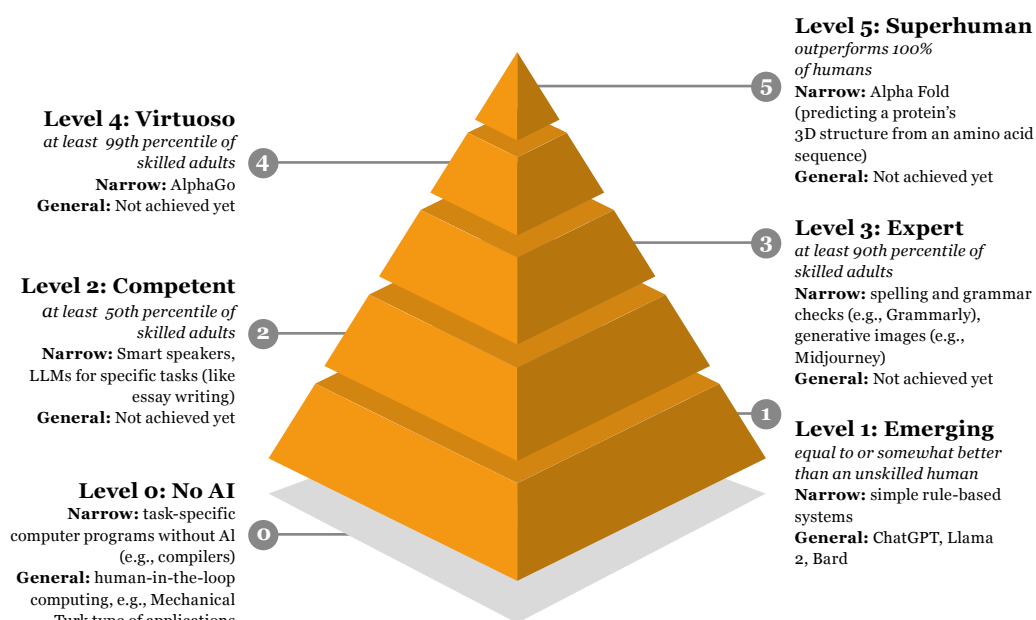 Level 5: Superhuman
outperforms 100%
of humans
Narrow: Alpha Fold
(predicting a protein's
3D structure from an amino acid
sequence)
General: Not achieved yet
5
Level 4: Virtuoso
at least 99th percentile of
skilled adults
Narrow: AlphaGo
General: Not achieved yet
4
Level 3: Expert
at least 90th percentile of
skilled adults
Narrow: spelling and grammar
checks (e.g., Grammarly),
generative images (e.g.,
Midjourney)
General: Not achieved yet
3
Level 2: Competent
at least 50th percentile of
skilled adults
Narrow: Smart speakers,
LLMs for specific tasks (like
essay writing)
General: Not achieved yet
2
Level 1: Emerging
equal to or somewhat better
than an unskilled human
Narrow: simple rule-based
systems
General: ChatGPT, Llama
2, Bard
1
Level 0: No AI
Narrow: task-specific
computer programs without AI
(e.g., compilers)
General: human-in-the-loop
computing, e.g., Mechanical
Turk type of applications
0